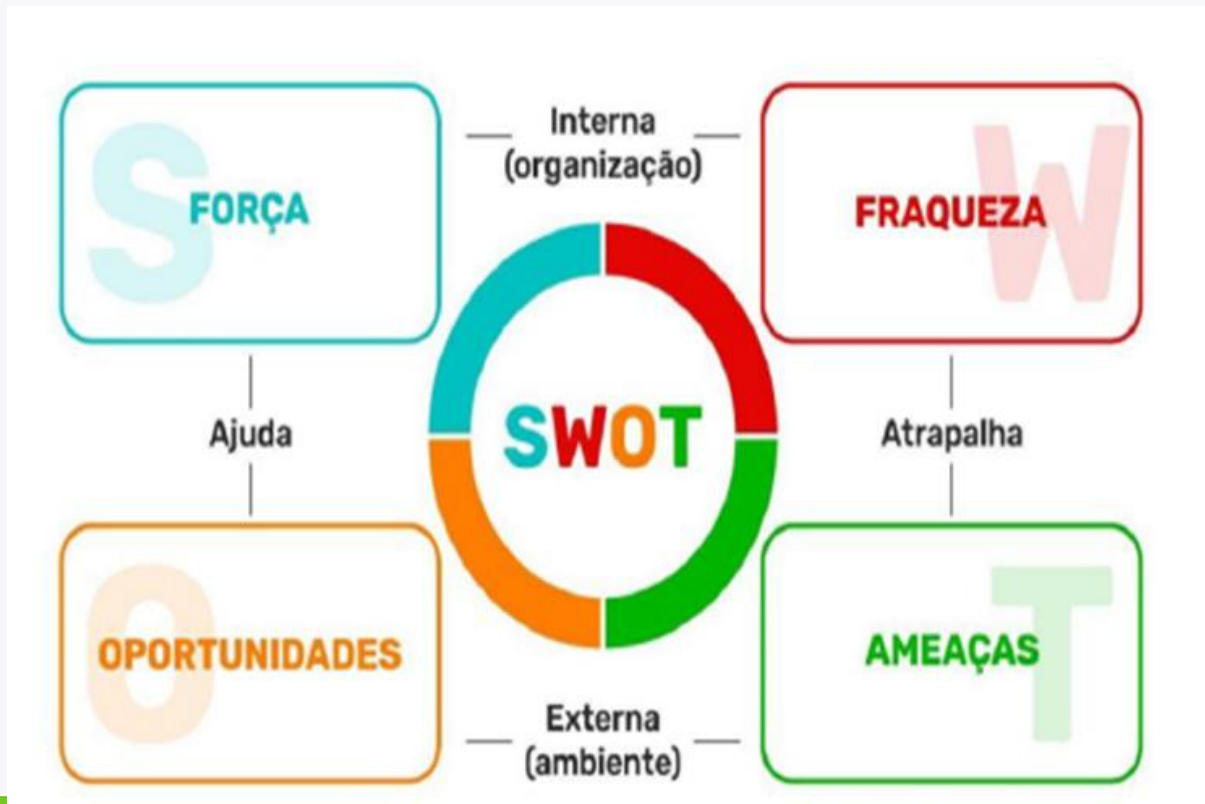 Interna
(organização)
S
FORÇA
W
FRAQUEZA
Ajuda
SWOT
Atrapalha
O
OPORTUNIDADES
T
AMEAÇAS
Externa
(ambiente)